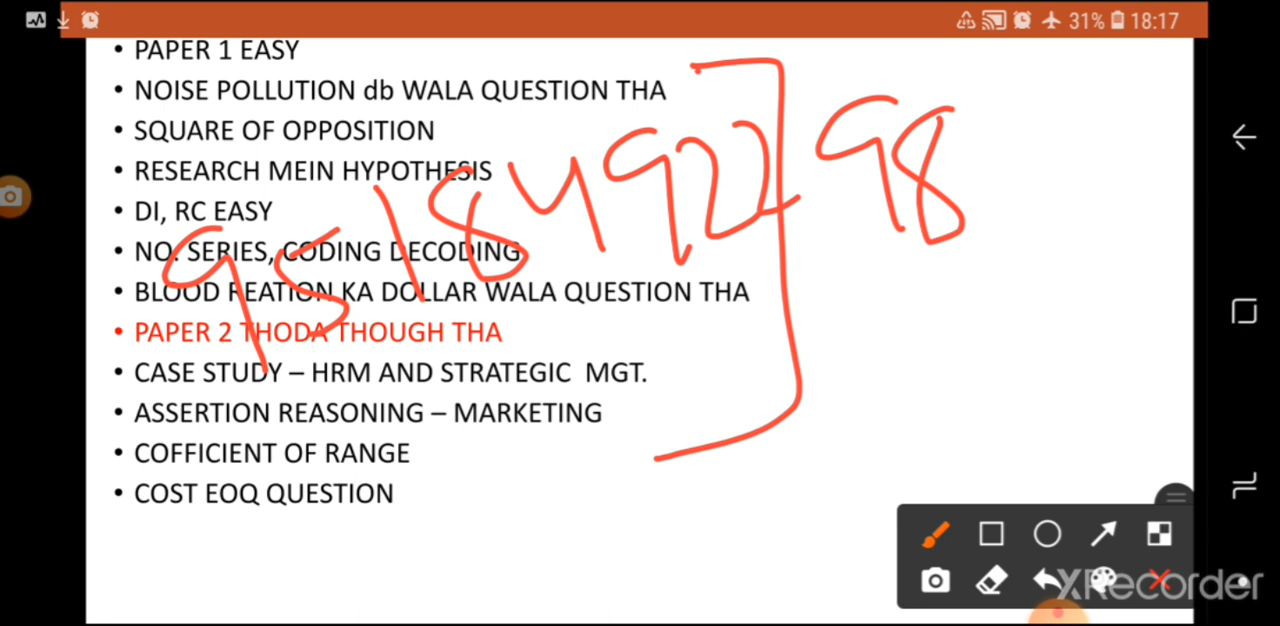 31% 18:17
• PAPER 1 EASY
• NOISE POLLUTION db WALA QUESTION THA
• SQUARE OF OPPOSITION
• RESEARCH MEIN HYPOTHESIS
• DI, RC EASY
• NO. SERIES, CODING DECODING
• BLOOD REATION KA DOLLAR WALA QUESTION THA
• PAPER 2 THODA THOUGH THA
• CASE STUDY – HRM AND STRATEGIC MGT.
• ASSERTION REASONING – MARKETING
• COFFICIENT OF RANGE
• COST EOQ QUESTION
9518492298
XRecorder